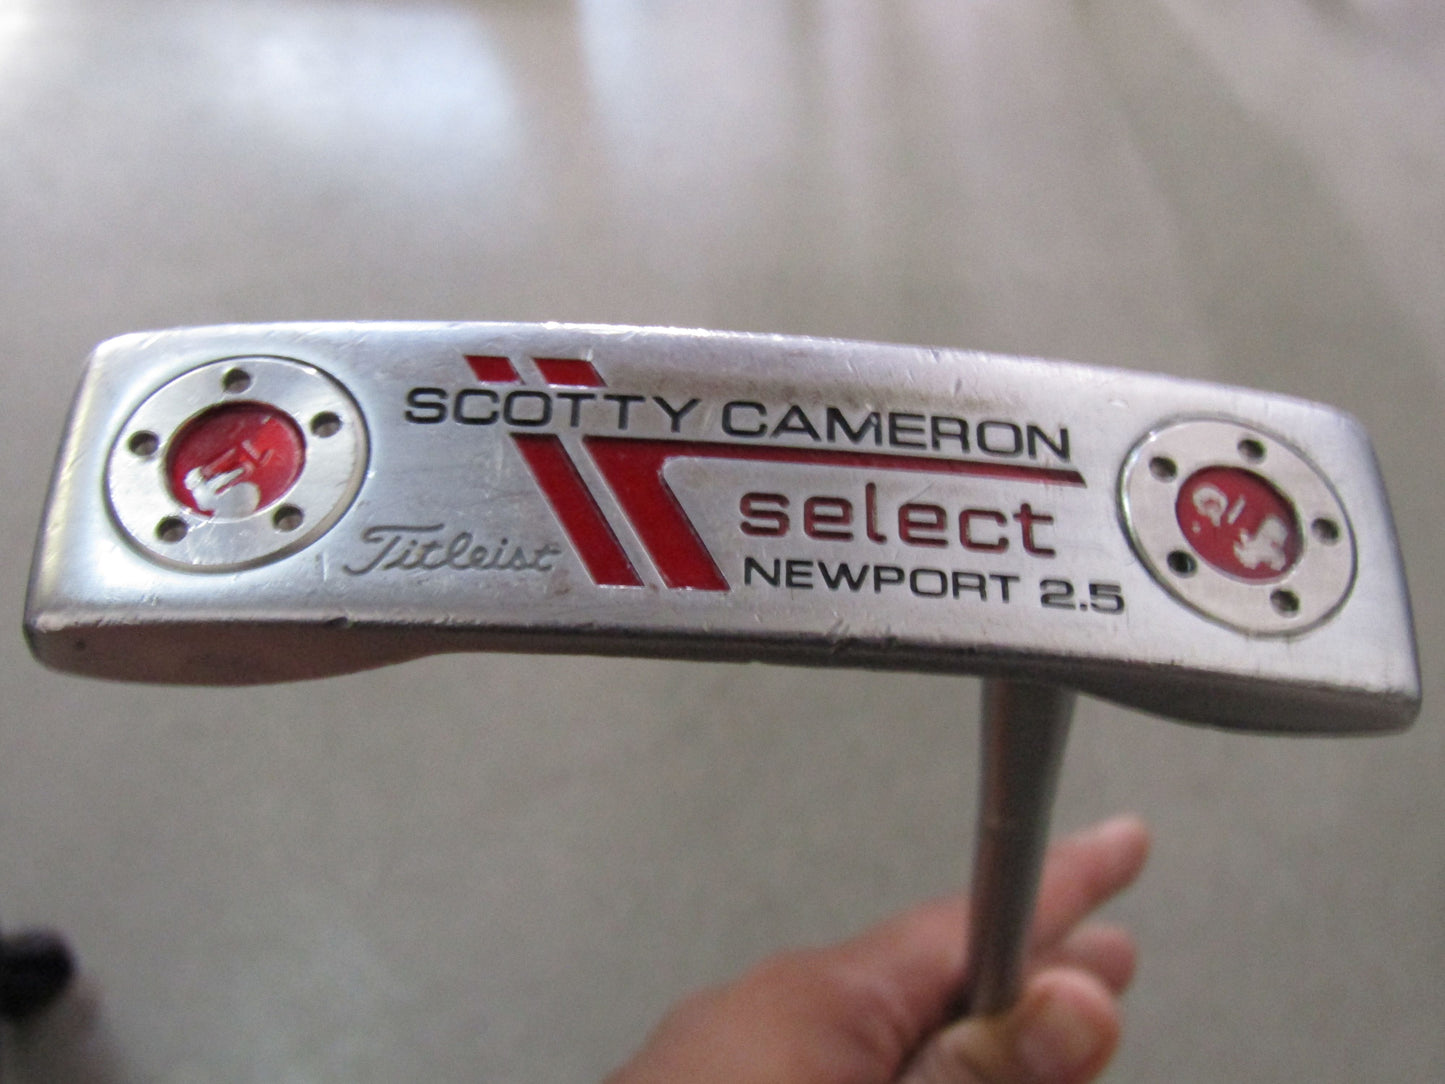 SCOTTY CAMERON
select
Titleist
NEWPORT 2.5